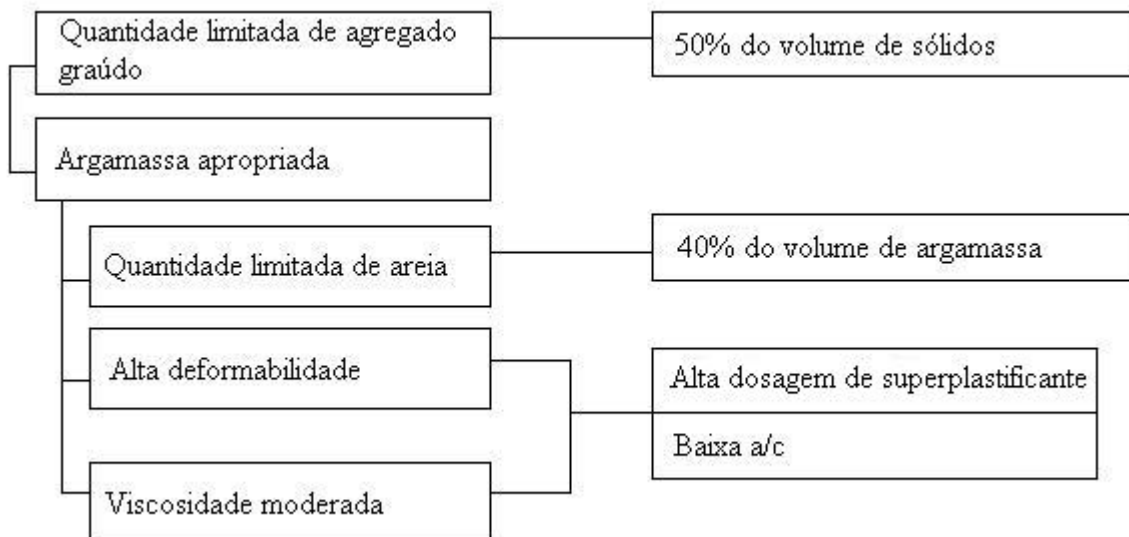 Quantidade limitada de agregado
graúdo
50% do volume de sólidos
Argamassa apropriada
Quantidade limitada de areia
40% do volume de argamassa
Alta deformabilidade
Alta dosagem de superplastificante
Baixa a/c
Viscosidade moderada